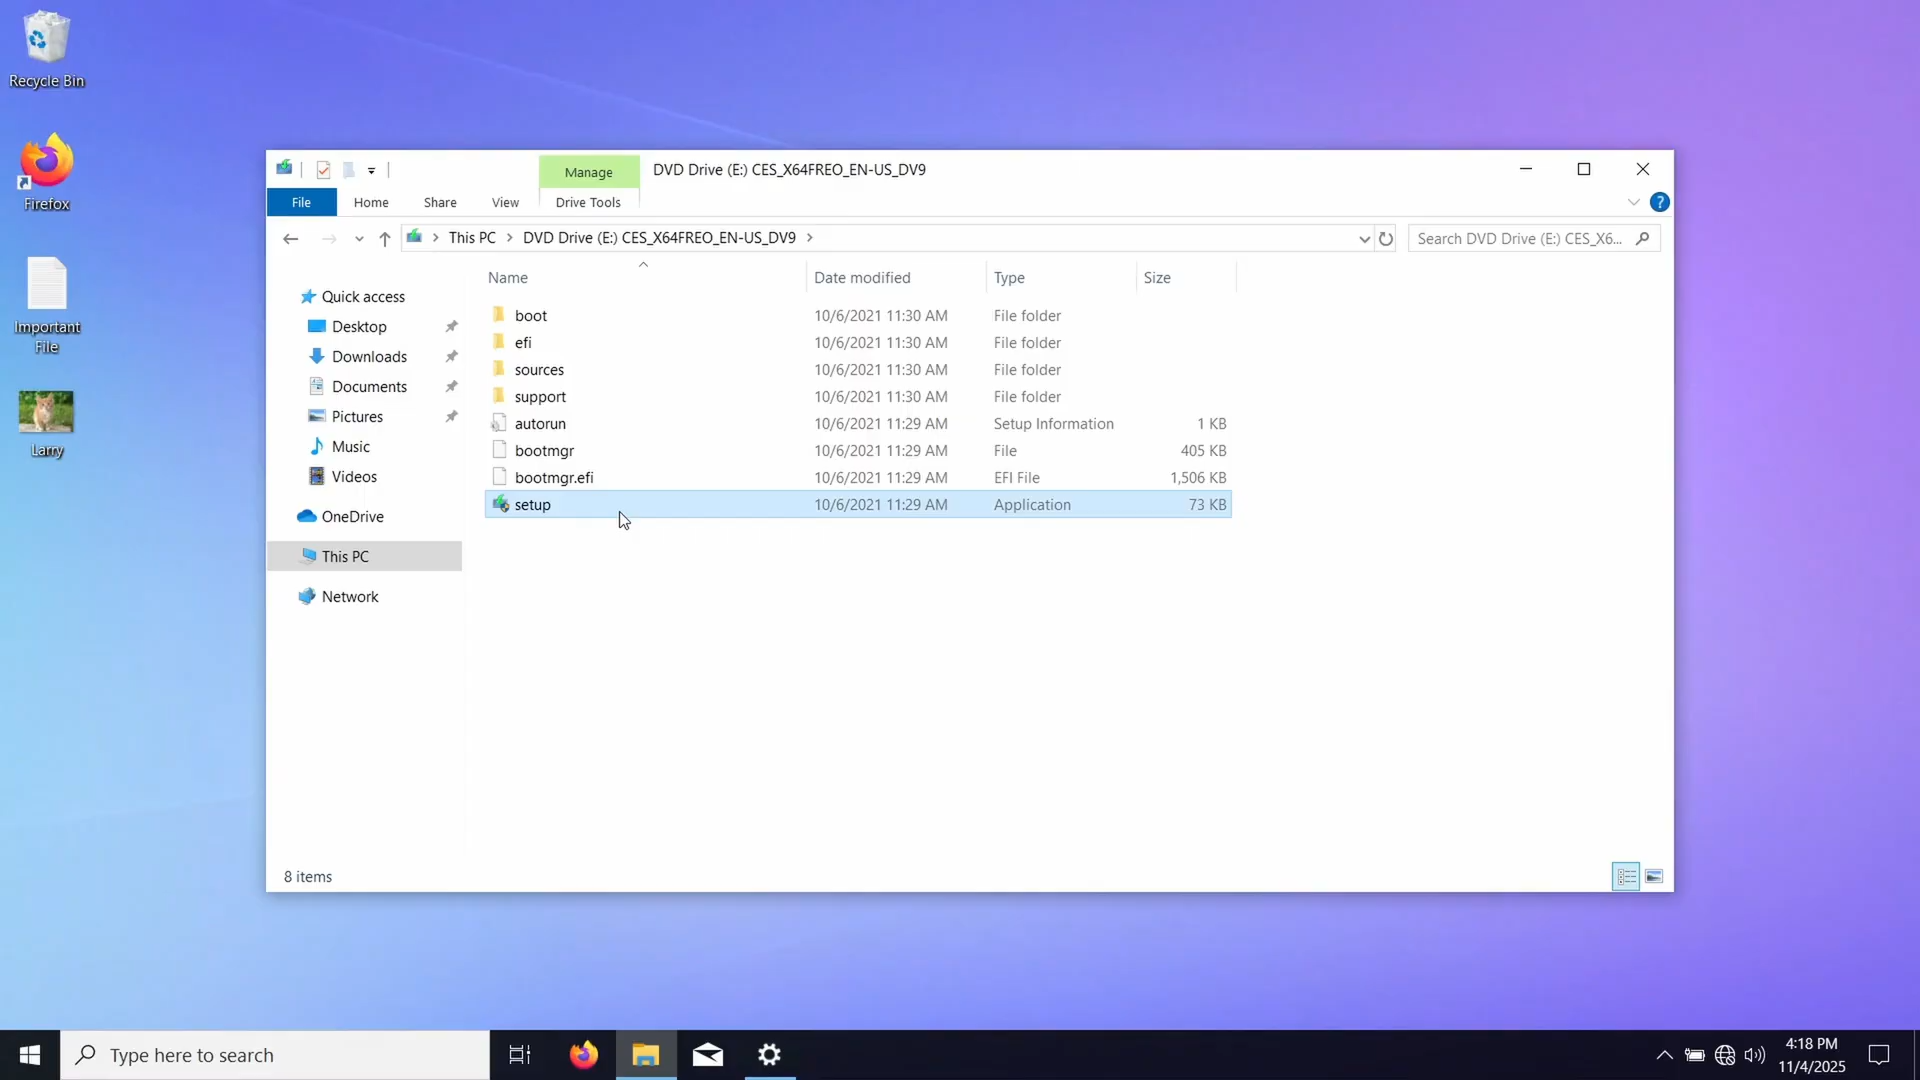 Recycle Bin
Firefox
Important
File
Larry
Manage
DVD Drive (E:) CES_X64FREO_EN-US_DV9
File
Home
Share
View
Drive Tools
?
This PC
DVD Drive (E:) CES_X64FREO_EN-US_DV9
Search DVD Drive (E:) CES_X6...
Name
Date modified
Type
Size
Quick access
Desktop
Downloads
Documents
Pictures
Music
Videos
OneDrive
This PC
Network
boot 10/6/2021 11:30 AM File folder
efi 10/6/2021 11:30 AM File folder
sources 10/6/2021 11:30 AM File folder
support 10/6/2021 11:30 AM File folder
autorun 10/6/2021 11:29 AM Setup Information 1 KB
bootmgr 10/6/2021 11:29 AM File 405 KB
bootmgr.efi 10/6/2021 11:29 AM EFI File 1,506 KB
setup 10/6/2021 11:29 AM Application 73 KB
8 items
Type here to search
4:18 PM
11/4/2025